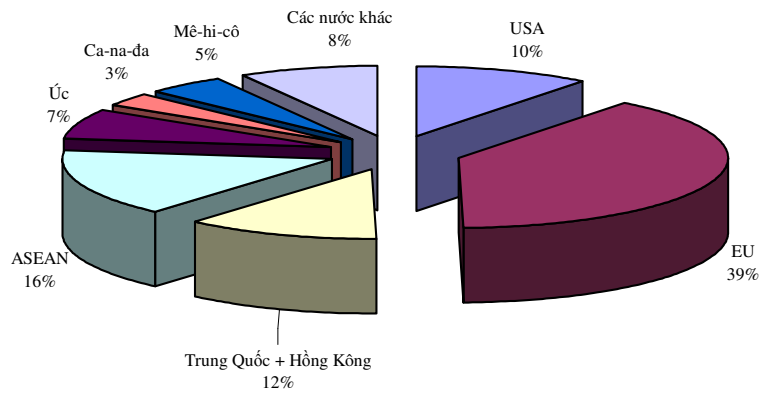 Các nước khác
8%
USA
10%
Mê-hi-cô
5%
Ca-na-đa
3%
Úc
7%
ASEAN
16%
EU
39%
Trung Quốc + Hồng Kông
12%